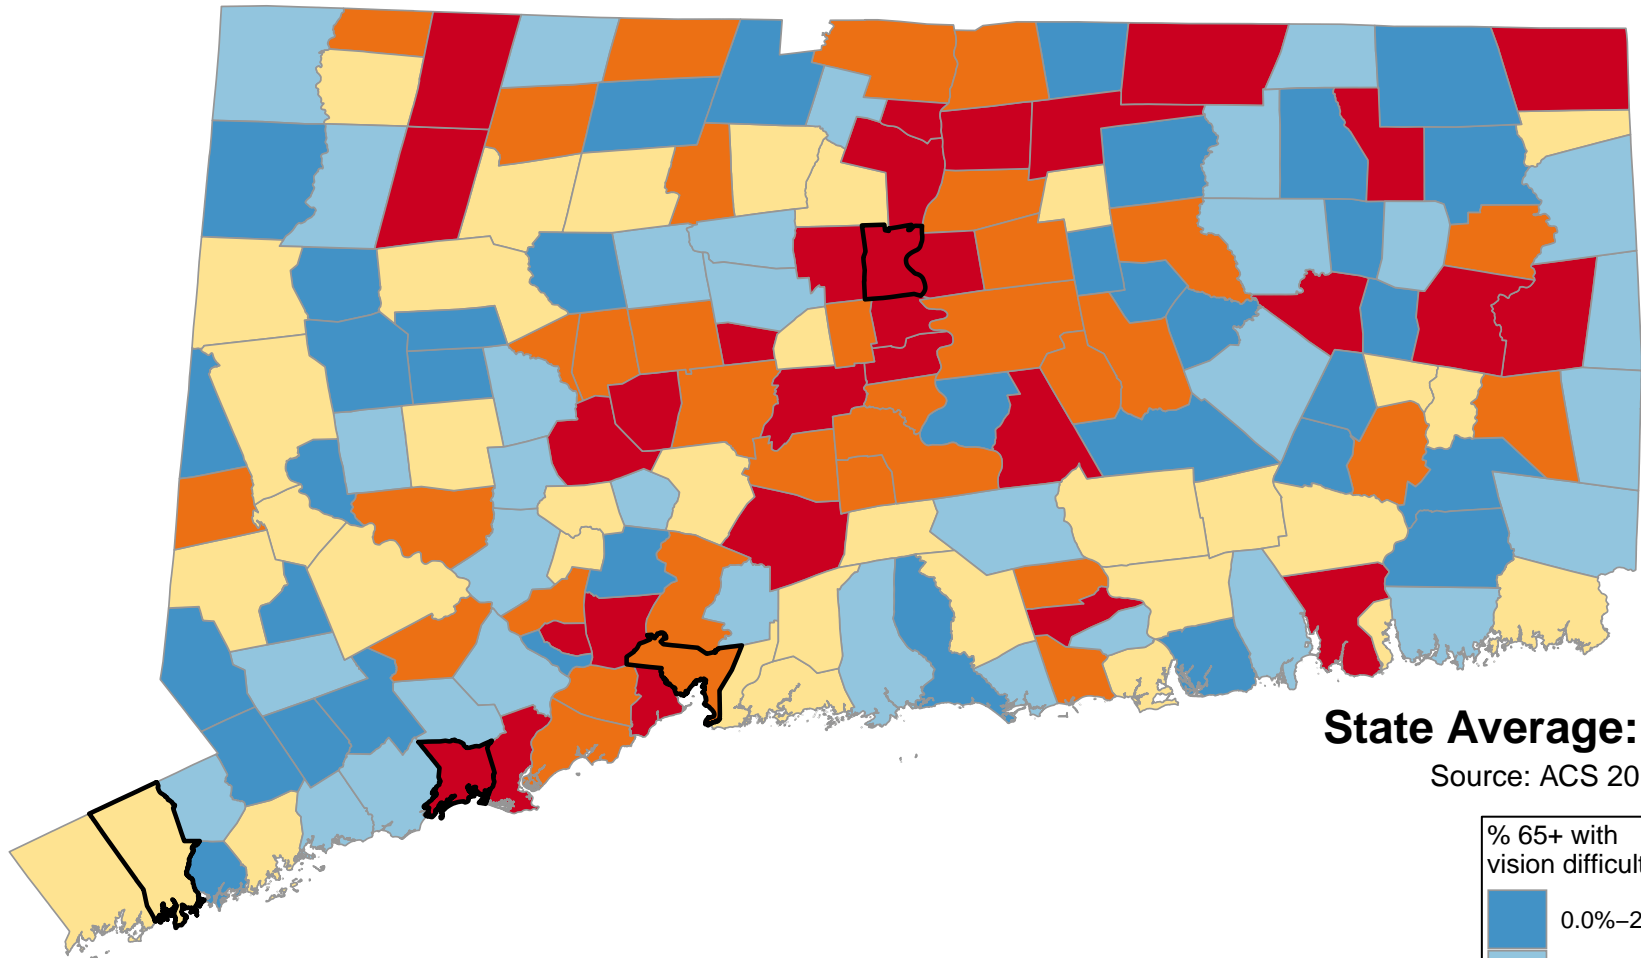 State Average:
Source: ACS 20
% 65+ with
vision difficult
0.0%–2